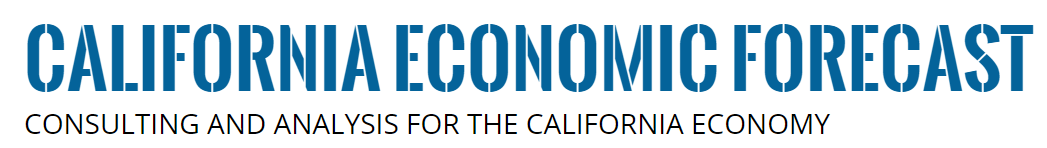 CALIFORNIA ECONOMIC FORECAST
CONSULTING AND ANALYSIS FOR THE CALIFORNIA ECONOMY